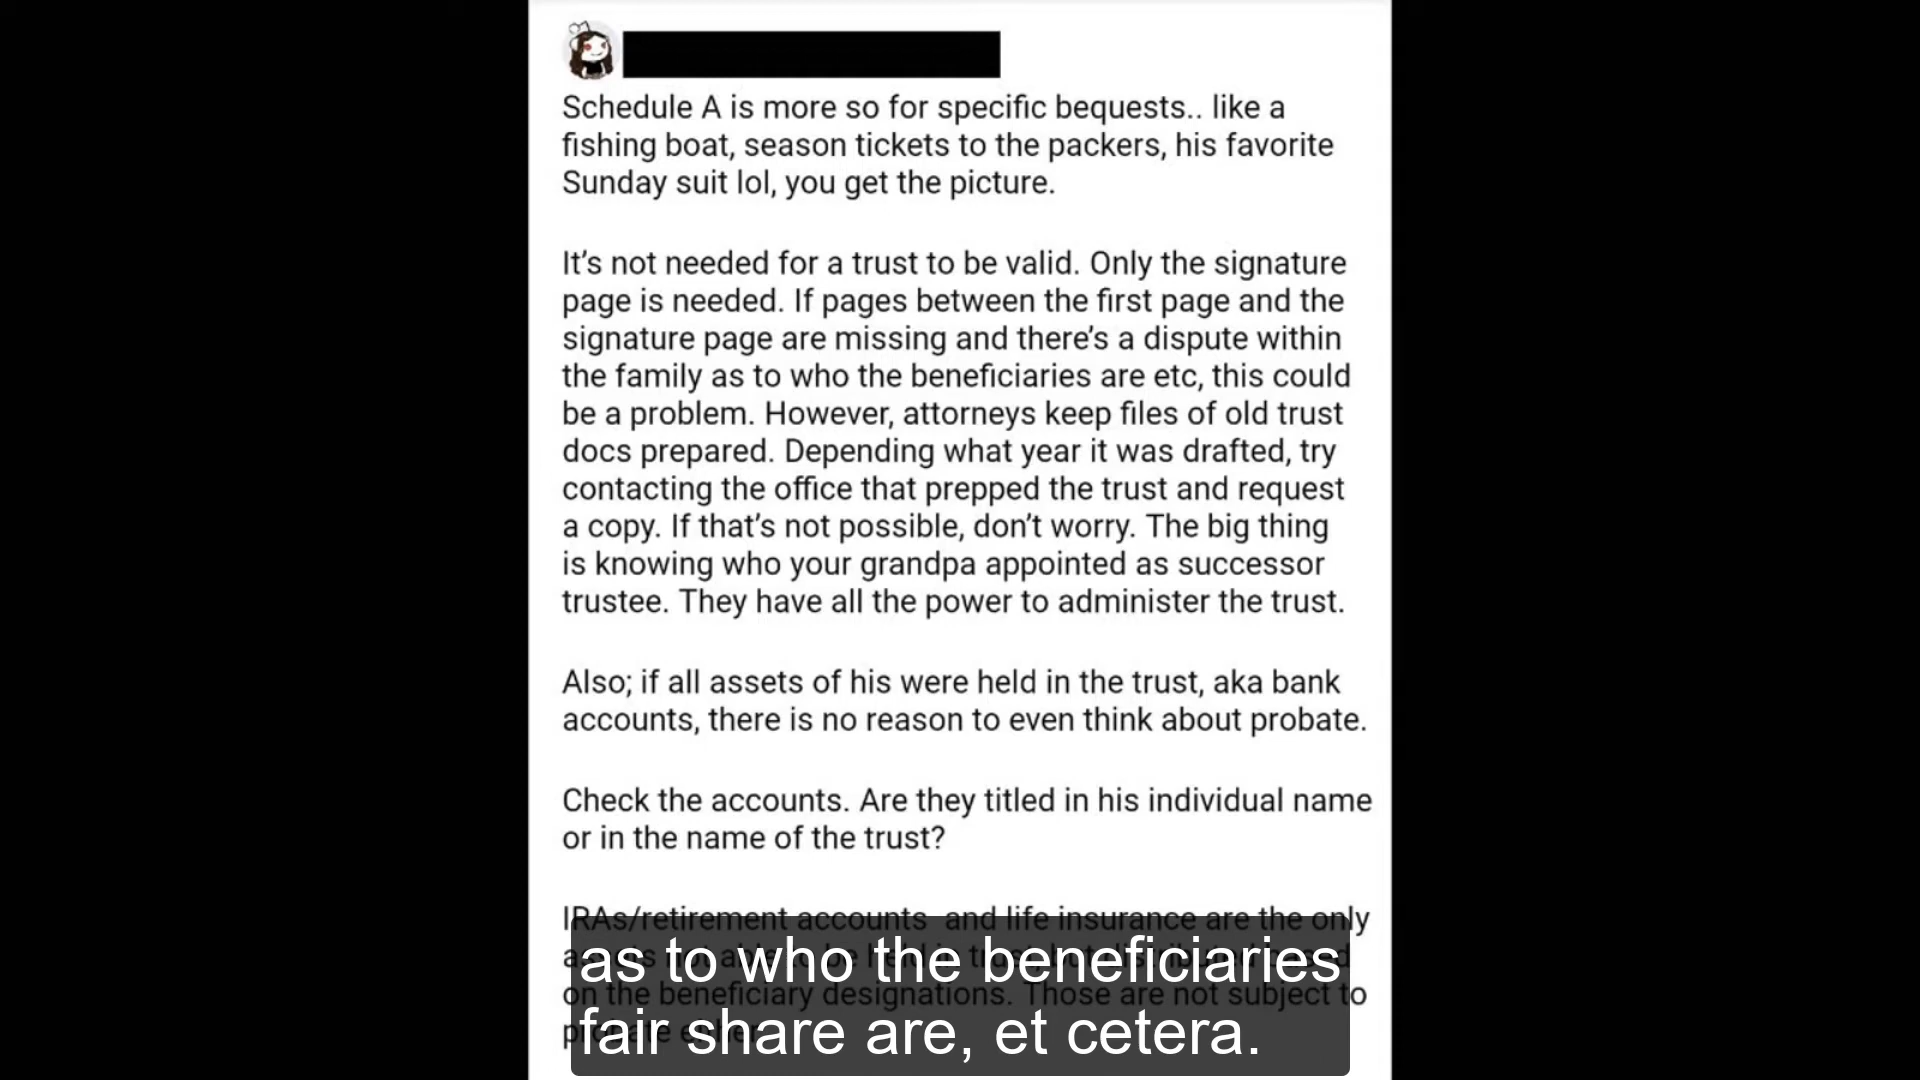 Schedule A is more so for specific bequests.. like a
fishing boat, season tickets to the packers, his favorite
Sunday suit lol, you get the picture.
It’s not needed for a trust to be valid. Only the signature
page is needed. If pages between the first page and the
signature page are missing and there’s a dispute within
the family as to who the beneficiaries are etc, this could
be a problem. However, attorneys keep files of old trust
docs prepared. Depending what year it was drafted, try
contacting the office that prepped the trust and request
a copy. If that’s not possible, don’t worry. The big thing
is knowing who your grandpa appointed as successor
trustee. They have all the power to administer the trust.
Also; if all assets of his were held in the trust, aka bank
accounts, there is no reason to even think about probate.
Check the accounts. Are they titled in his individual name
or in the name of the trust?
IRAs/retirement accounts and life insurance are the only
on the beneficiary designations. Those are not subject to
as to who the beneficiaries
fair share are, et cetera.